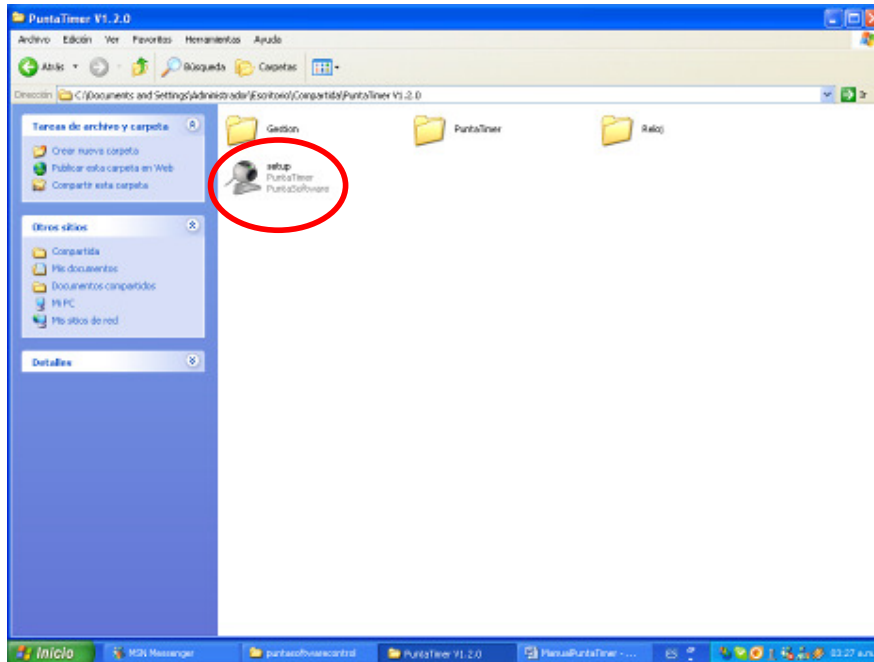 PuntaTimer V1.2.0
Archivo Edición Ver Favoritos Herramientas Ayuda
Atrás Búsqueda Carpetas
Dirección C:\Documents and Settings\Administrador\Escritorio\Compartida\PuntaTimer V1.2.0 Ir
Tareas de archivo y carpeta
Crear nueva carpeta
Publicar esta carpeta en Web
Compartir esta carpeta
Otros sitios
Compartida
Mis documentos
Documentos compartidos
Mi PC
Mis sitios de red
Detalles
Gestion
PuntaTimer
Reloj
setup
PuntaTimer
PuntaSoftware
Inicio
MSN Messenger
puntasoftwarecontrol
PuntaTimer V1.2.0
ManualPuntaTimer - ...
ES
03:27 a.m.